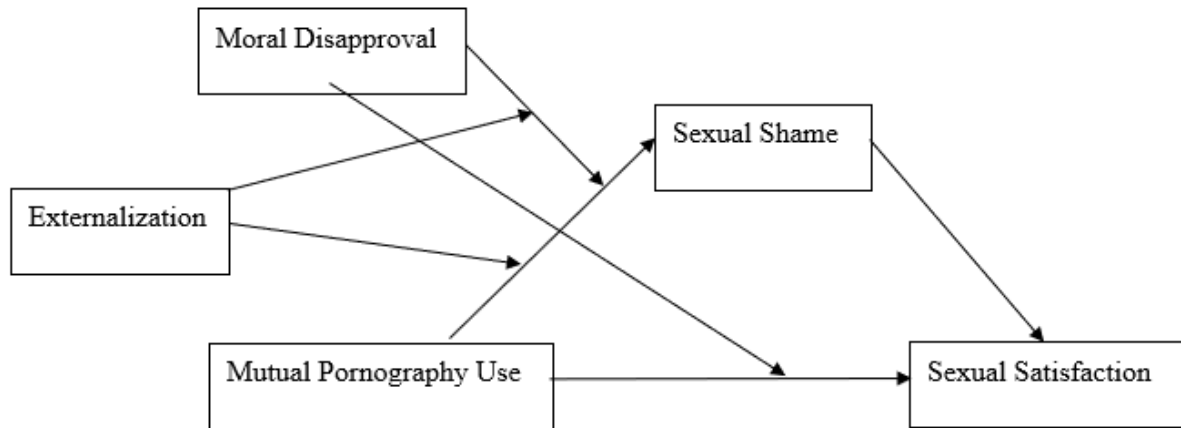 Moral Disapproval
Sexual Shame
Externalization
Mutual Pornography Use
Sexual Satisfaction